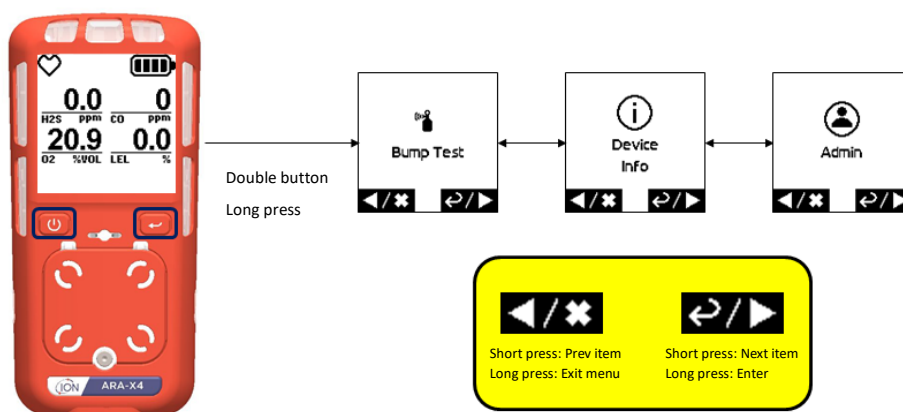 0.0 0
H2S PPM CO PPM
20.9 0.0
O2 %VOL LEL %
ION ARA-X4
Double button
Long press
Bump Test
Device
Info
Admin
Short press: Prev item
Long press: Exit menu
Short press: Next item
Long press: Enter